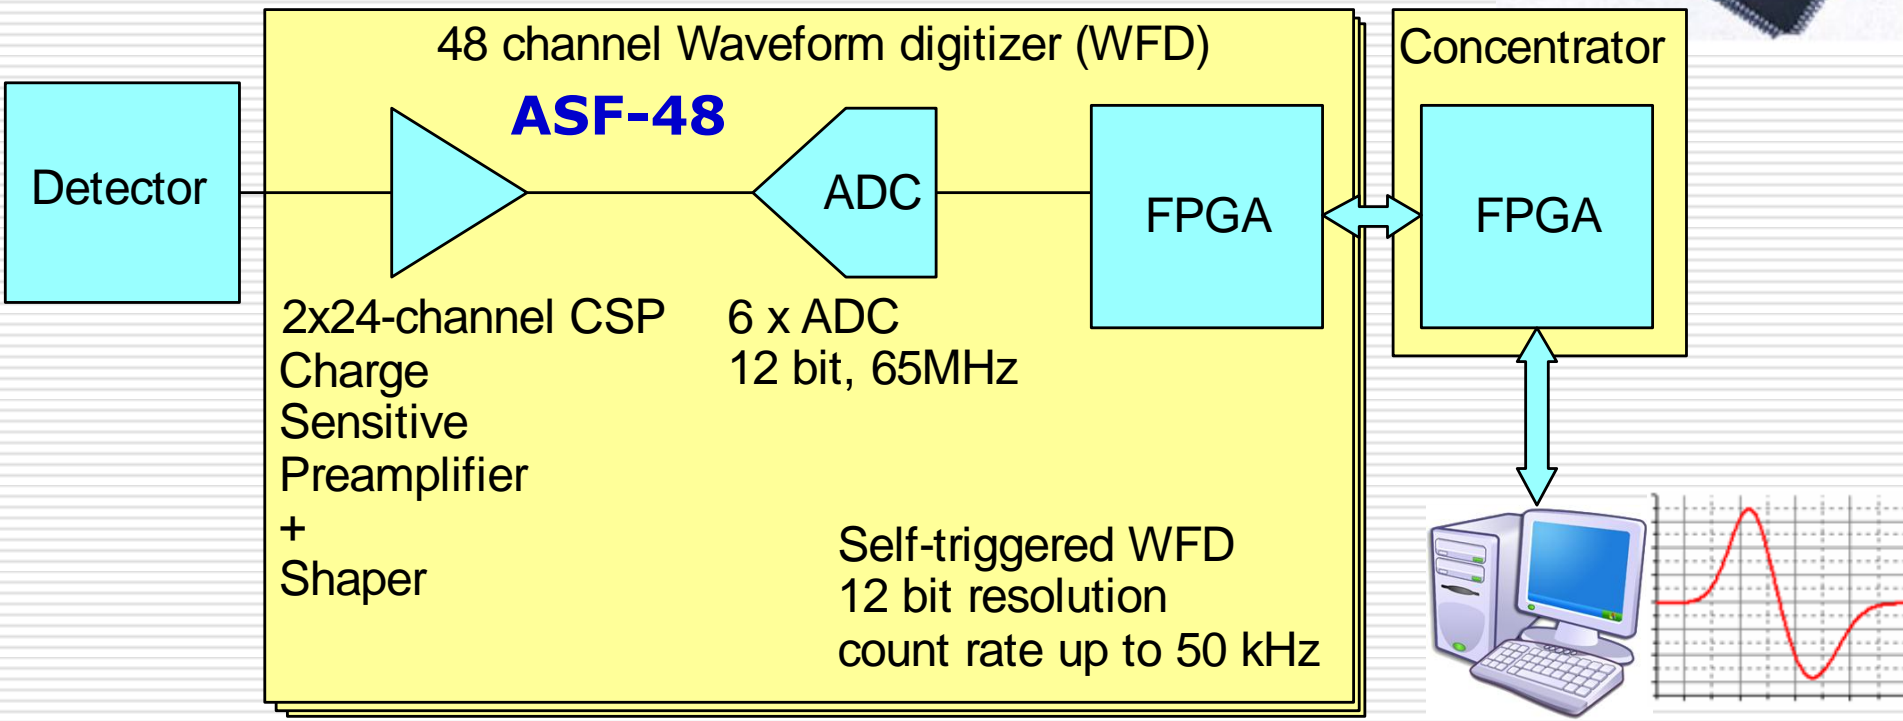 48 channel Waveform digitizer (WFD)
Concentrator
ASF-48
Detector
ADC
FPGA
FPGA
2x24-channel CSP
Charge
Sensitive
Preamplifier
+
Shaper
6 x ADC
12 bit, 65MHz
Self-triggered WFD
12 bit resolution
count rate up to 50 kHz